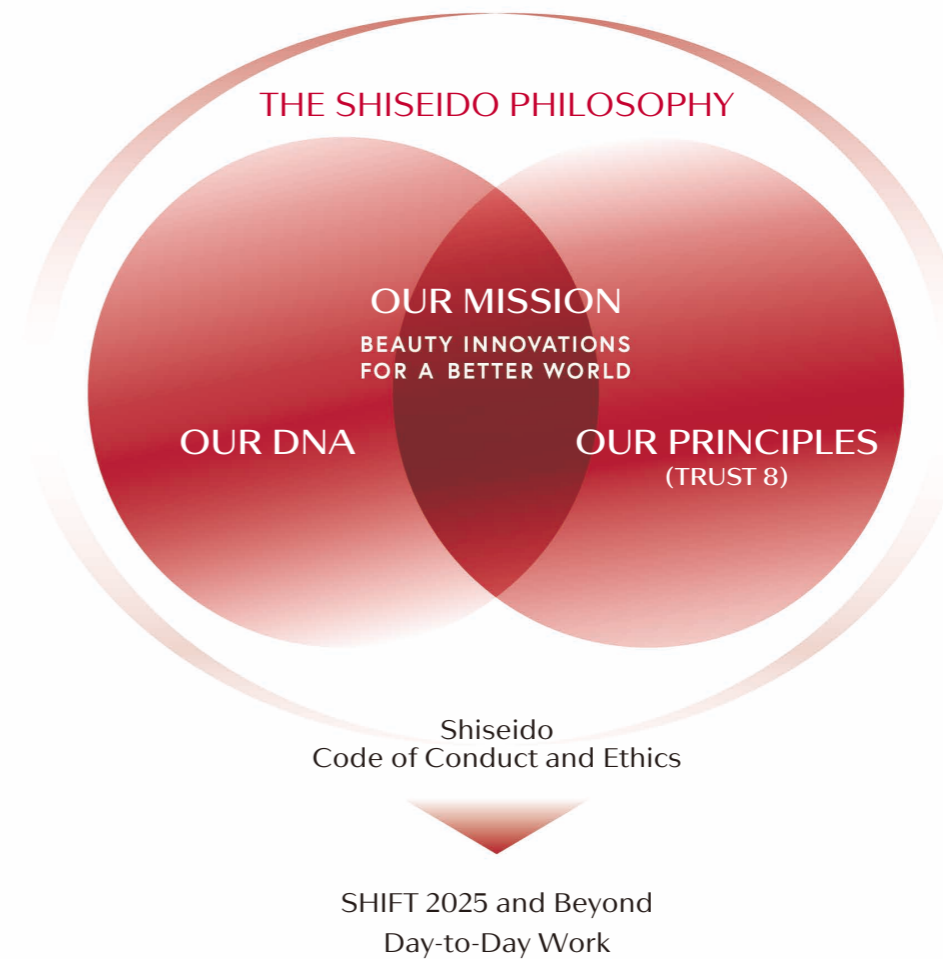 THE SHISEIDO PHILOSOPHY
OUR MISSION
BEAUTY INNOVATIONS
FOR A BETTER WORLD
OUR DNA
OUR PRINCIPLES
(TRUST 8)
Shiseido
Code of Conduct and Ethics
SHIFT 2025 and Beyond
Day-to-Day Work